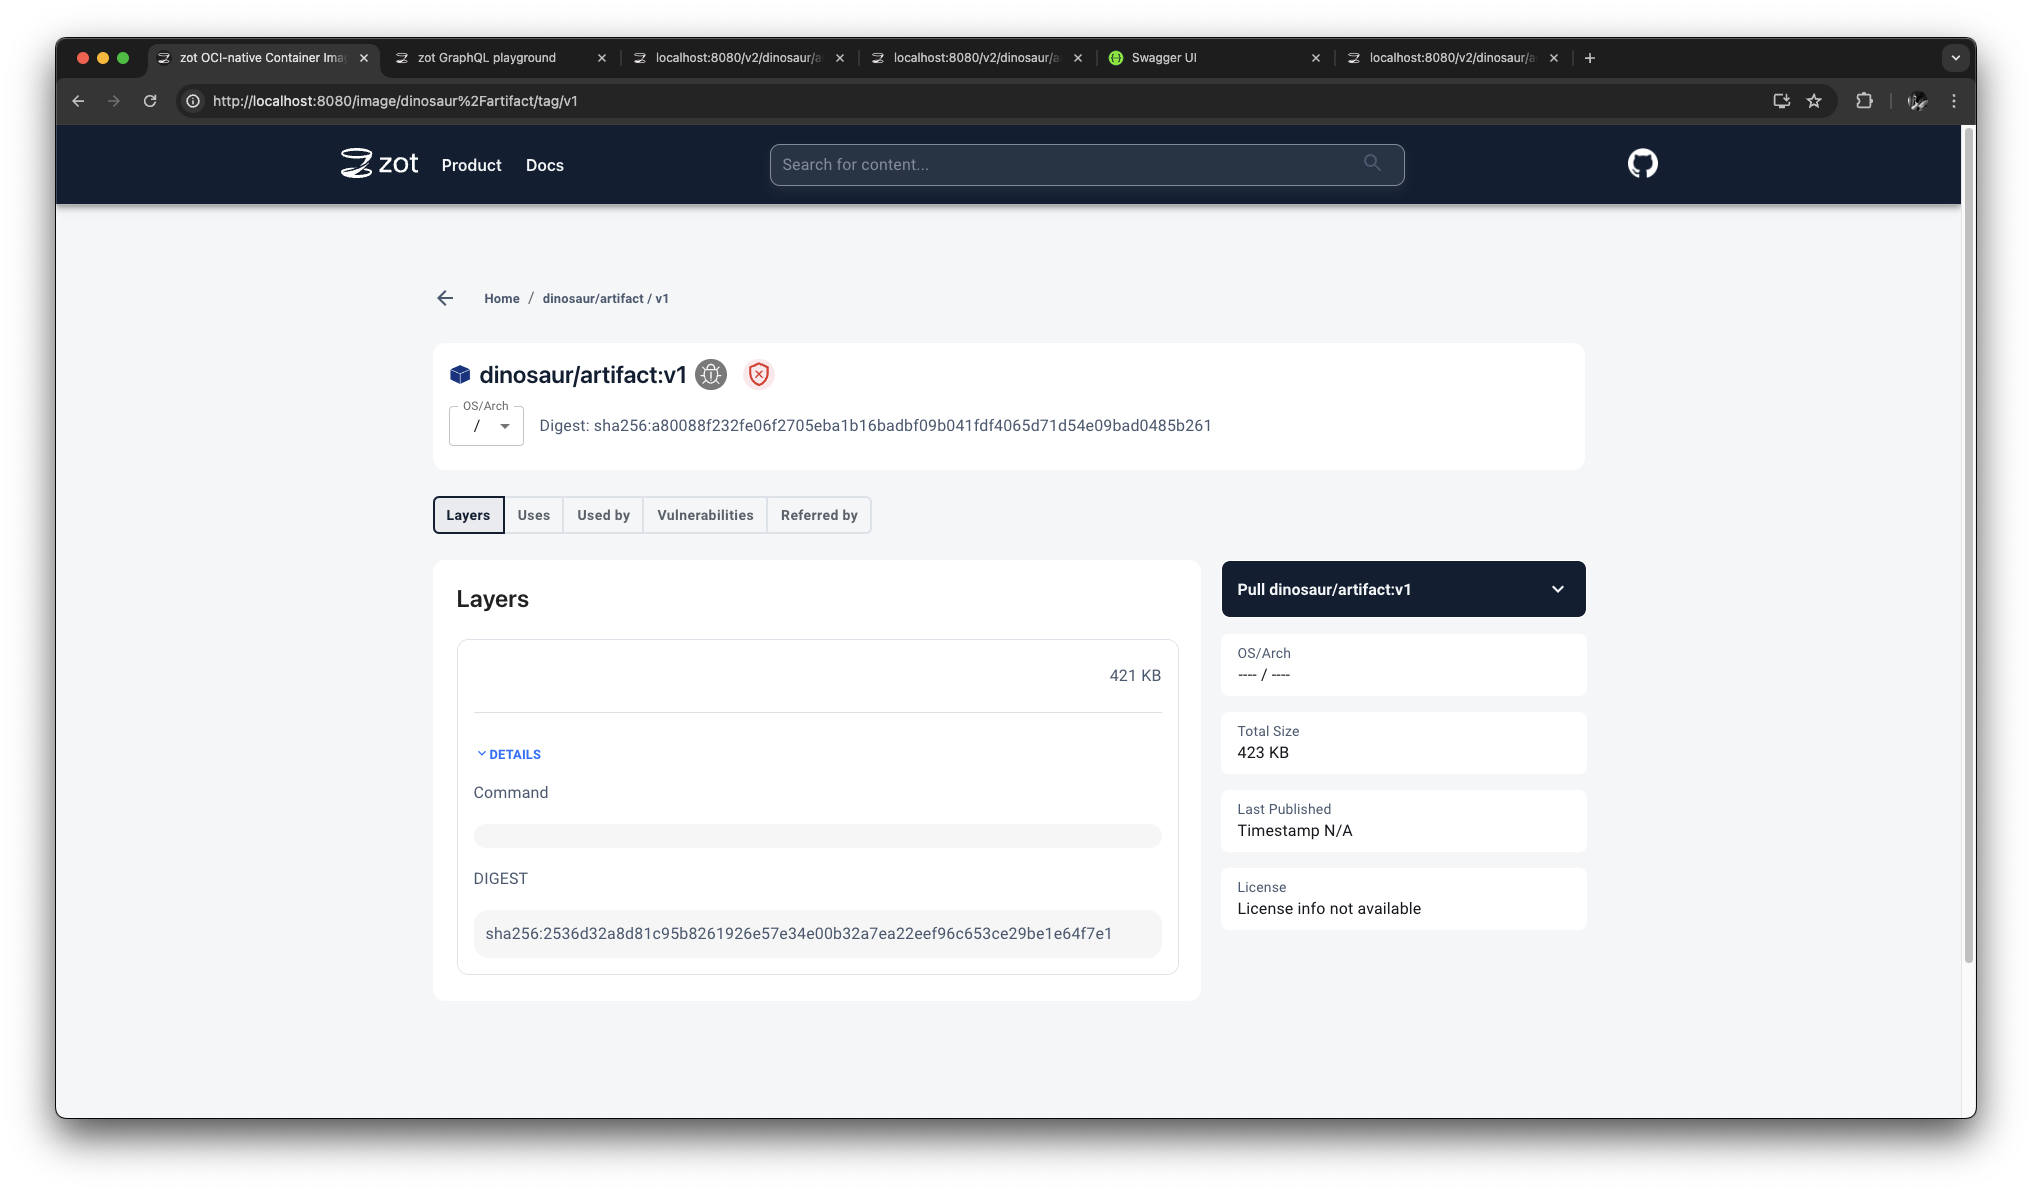 zot OCI-native Container Ima
zot GraphQL playground
localhost:8080/v2/dinosaur/a
localhost:8080/v2/dinosaur/a
Swagger UI
localhost:8080/v2/dinosaur/a
http://localhost:8080/image/dinosaur%2Fartifact/tag/v1
zot
Product
Docs
Search for content...
Home / dinosaur/artifact / v1
dinosaur/artifact:v1
OS/Arch
/
Digest: sha256:a80088f232fe06f2705eba1b16badbf09b041fdf4065d71d54e09bad0485b261
Layers
Uses
Used by
Vulnerabilities
Referred by
Layers
421 KB
DETAILS
Command
DIGEST
sha256:2536d32a8d81c95b8261926e57e34e00b32a7ea22eef96c653ce29be1e64f7e1
Pull dinosaur/artifact:v1
OS/Arch
---- / ----
Total Size
423 KB
Last Published
Timestamp N/A
License
License info not available